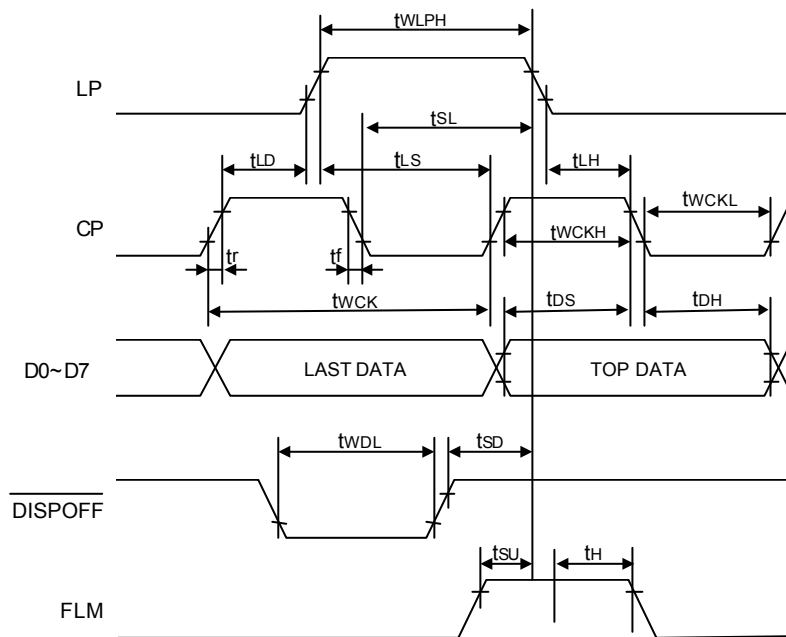 tWLPH
LP
tSL
tLD
tLS
tLH
tWCKL
CP
tWCKH
tr
tf
tWCK
tDS
tDH
D0~D7
LAST DATA
TOP DATA
tWDL
tSD
DISPOFF
tSU
tH
FLM